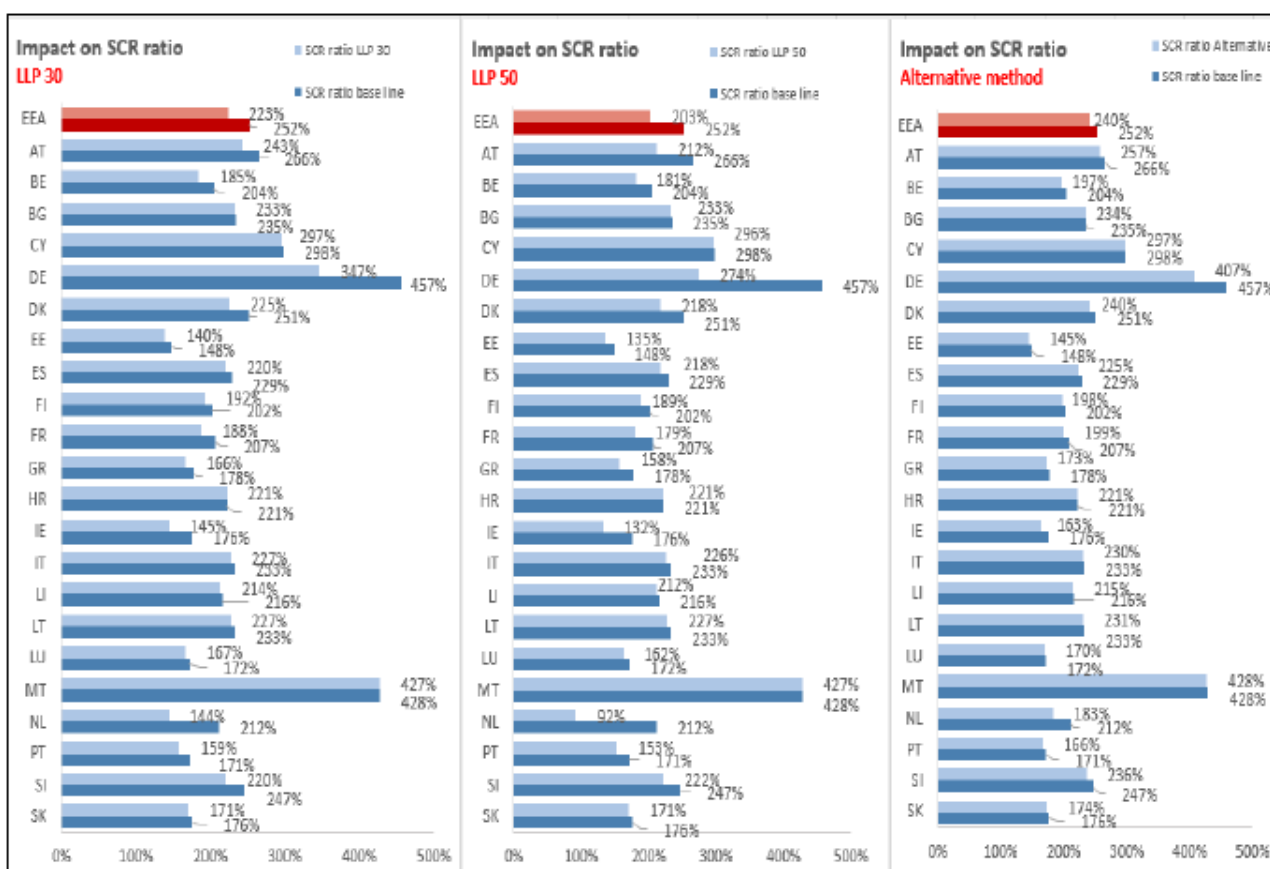 Impact on SCR ratio
LLP 30
SCR ratio LLP 30
SCR ratio base line
EEA 223% 252%
AT 243% 266%
BE 185% 204%
BG 233% 235%
CY 297% 298%
DE 347% 457%
DK 225% 251%
EE 140% 148%
ES 220% 229%
FI 192% 202%
FR 188% 207%
GR 166% 178%
HR 221% 221%
IE 145% 176%
IT 227% 233%
LI 214% 216%
LT 227% 233%
LU 167% 172%
MT 427% 428%
NL 144% 212%
PT 159% 171%
SI 220% 247%
SK 171% 176%
0% 100% 200% 300% 400% 500%
Impact on SCR ratio
LLP 50
SCR ratio LLP 50
SCR ratio base line
EEA 203% 252%
AT 212% 266%
BE 181% 204%
BG 233% 235%
CY 296% 298%
DE 274% 457%
DK 218% 251%
EE 135% 148%
ES 218% 229%
FI 189% 202%
FR 179% 207%
GR 158% 178%
HR 221% 221%
IE 132% 176%
IT 226% 233%
LI 212% 216%
LT 227% 233%
LU 162% 172%
MT 427% 428%
NL 92% 212%
PT 153% 171%
SI 222% 247%
SK 171% 176%
0% 100% 200% 300% 400% 500%
Impact on SCR ratio
Alternative method
SCR ratio Alternative
SCR ratio base line
EEA 240% 252%
AT 257% 266%
BE 197% 204%
BG 234% 235%
CY 297% 298%
DE 407% 457%
DK 240% 251%
EE 145% 148%
ES 225% 229%
FI 198% 202%
FR 199% 207%
GR 173% 178%
HR 221% 221%
IE 163% 176%
IT 230% 233%
LI 215% 216%
LT 231% 233%
LU 170% 172%
MT 428% 428%
NL 183% 212%
PT 166% 171%
SI 236% 247%
SK 174% 176%
0% 100% 200% 300% 400% 500%